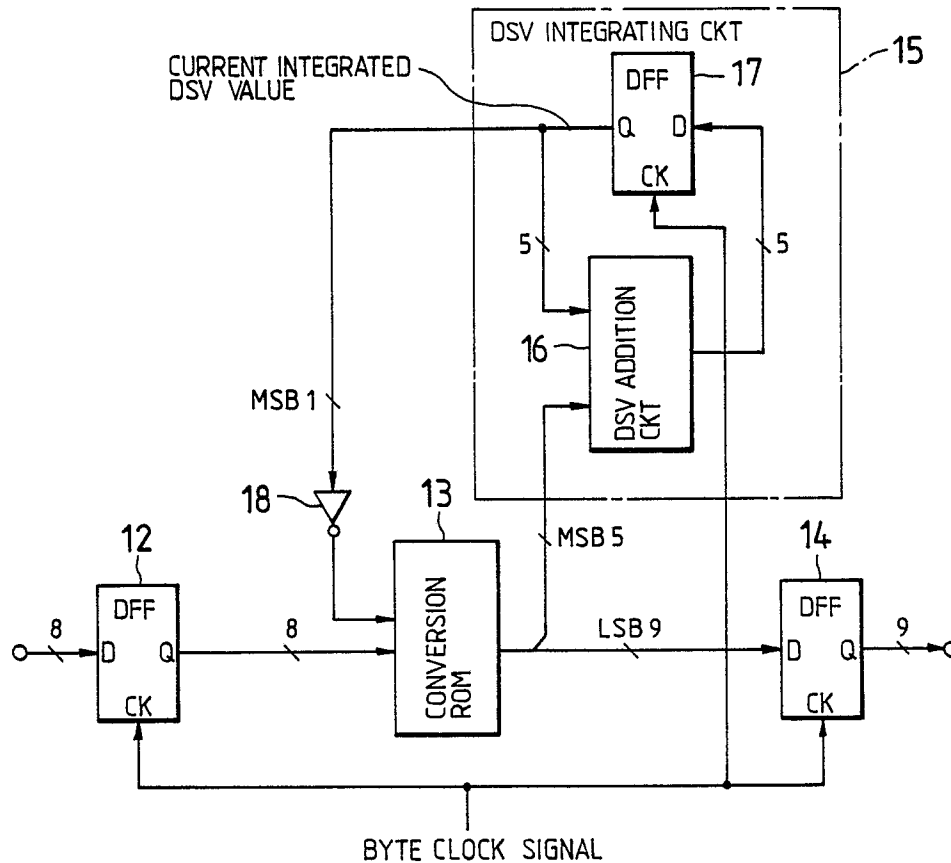 DSV INTEGRATING CKT
15
CURRENT INTEGRATED
DSV VALUE
17
DFF
Q D
CK
5
5
16
DSV ADDITION
CKT
MSB 1
18
13
MSB 5
12
14
DFF
D Q
CK
8
8
CONVERSION
ROM
LSB 9
DFF
D Q
CK
9
BYTE CLOCK SIGNAL